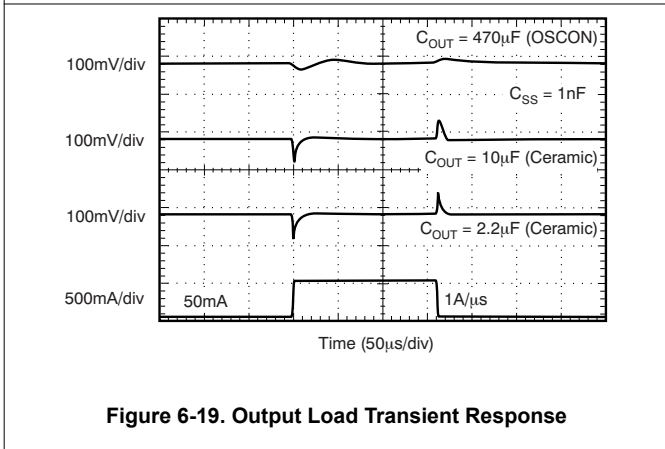 C_OUT = 470μF (OSCON)
100mV/div
C_SS = 1nF
100mV/div
C_OUT = 10μF (Ceramic)
100mV/div
C_OUT = 2.2μF (Ceramic)
500mA/div
50mA
1A/μs
Time (50μs/div)
Figure 6-19. Output Load Transient Response